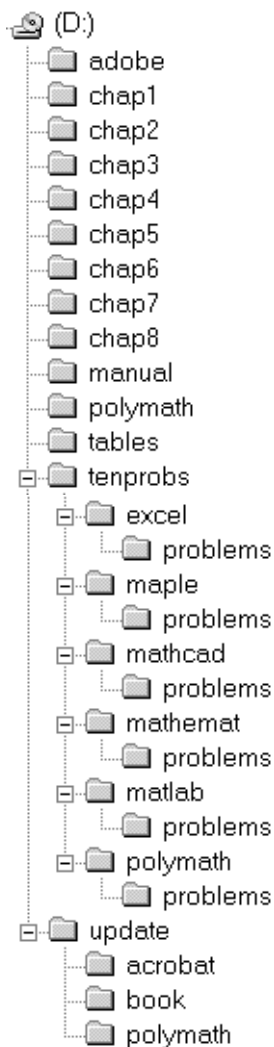 (D:)
adobe
chap1
chap2
chap3
chap4
chap5
chap6
chap7
chap8
manual
polymath
tables
tenprobs
excel
problems
maple
problems
mathcad
problems
mathemat
problems
matlab
problems
polymath
problems
update
acrobat
book
polymath